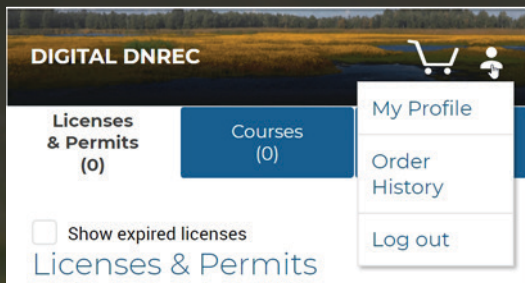 DIGITAL DNREC
Licenses
& Permits
(0)
Courses
(0)
My Profile
Order
History
Log out
Show expired licenses
Licenses & Permits